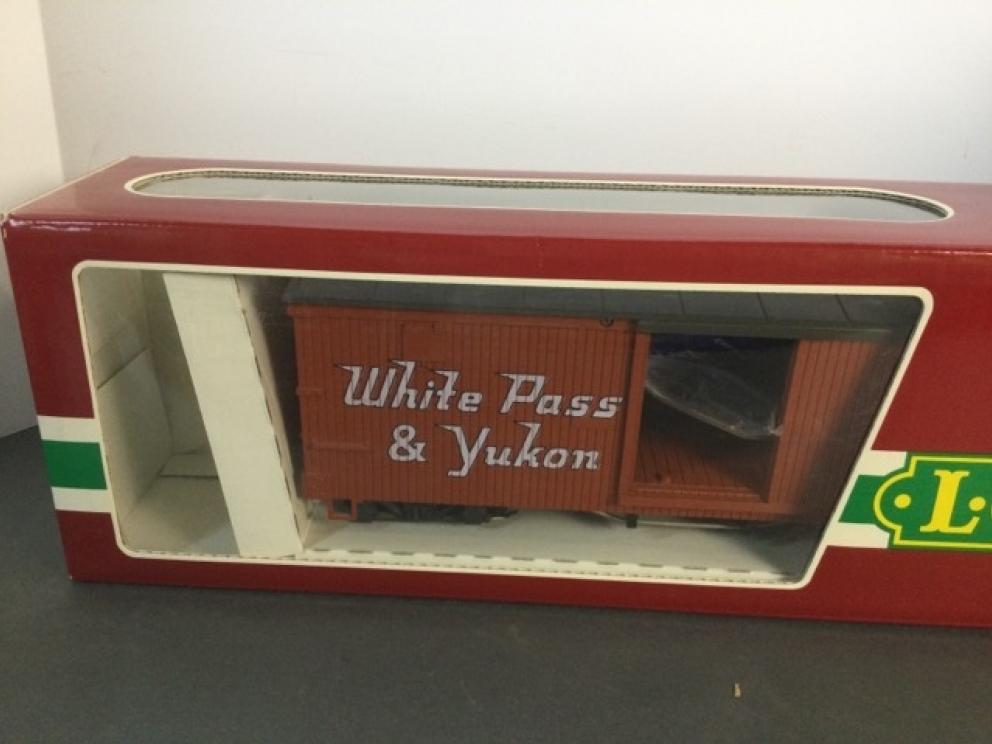 White Pass
& Yukon
L